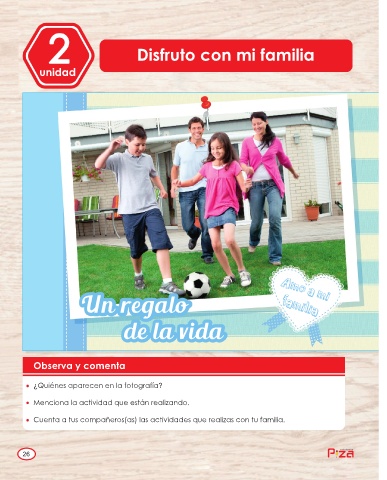 2
unidad
Disfruto con mi familia
Un regalo
de la vida
Amo a mi
familia
Observa y comenta
• ¿Quiénes aparecen en la fotografía?
• Menciona la actividad que están realizando.
• Cuenta a tus compañeros(as) las actividades que realizas con tu familia.
26
P:za